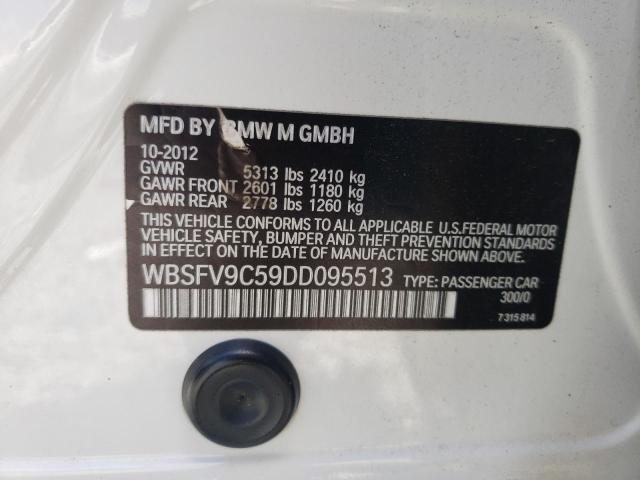 MFD BY BMW M GMBH
10-2012
GVWR 5313 lbs 2410 kg
GAWR FRONT 2601 lbs 1180 kg
GAWR REAR 2778 lbs 1260 kg
THIS VEHICLE CONFORMS TO ALL APPLICABLE U.S.FEDERAL MOTOR
VEHICLE SAFETY, BUMPER AND THEFT PREVENTION STANDARDS
IN EFFECT ON THE DATE OF MANUFACTURE SHOWN ABOVE.
WBSFV9C59DD095513 TYPE: PASSENGER CAR
300/0
7315814